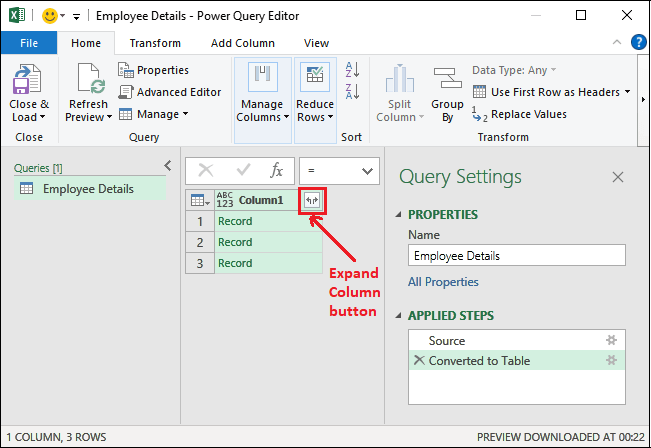 Employee Details - Power Query Editor
File Home Transform Add Column View
Close & Load
Refresh Preview
Properties
Advanced Editor
Manage
Manage Columns
Reduce Rows
A
Z
Z
A
Split Column
Group By
Data Type: Any
Use First Row as Headers
1
2
Replace Values
Close
Query
Sort
Transform
Queries [1]
Employee Details
fx
=
ABC
123
Column1
1 Record
2 Record
3 Record
Expand
Column
button
Query Settings
PROPERTIES
Name
Employee Details
All Properties
APPLIED STEPS
Source
Converted to Table
1 COLUMN, 3 ROWS
PREVIEW DOWNLOADED AT 00:22